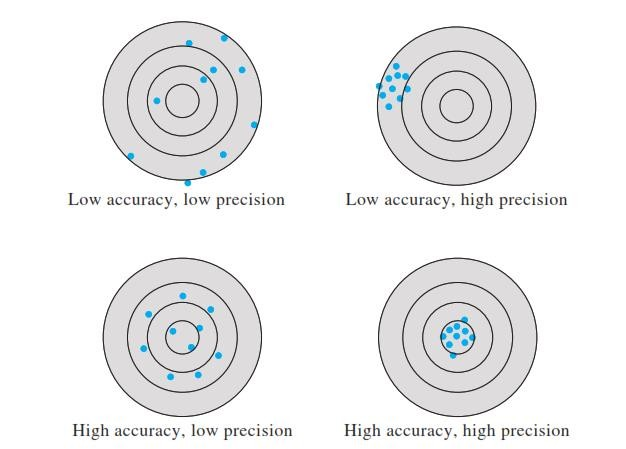 Low accuracy, low precision
Low accuracy, high precision
High accuracy, low precision
High accuracy, high precision